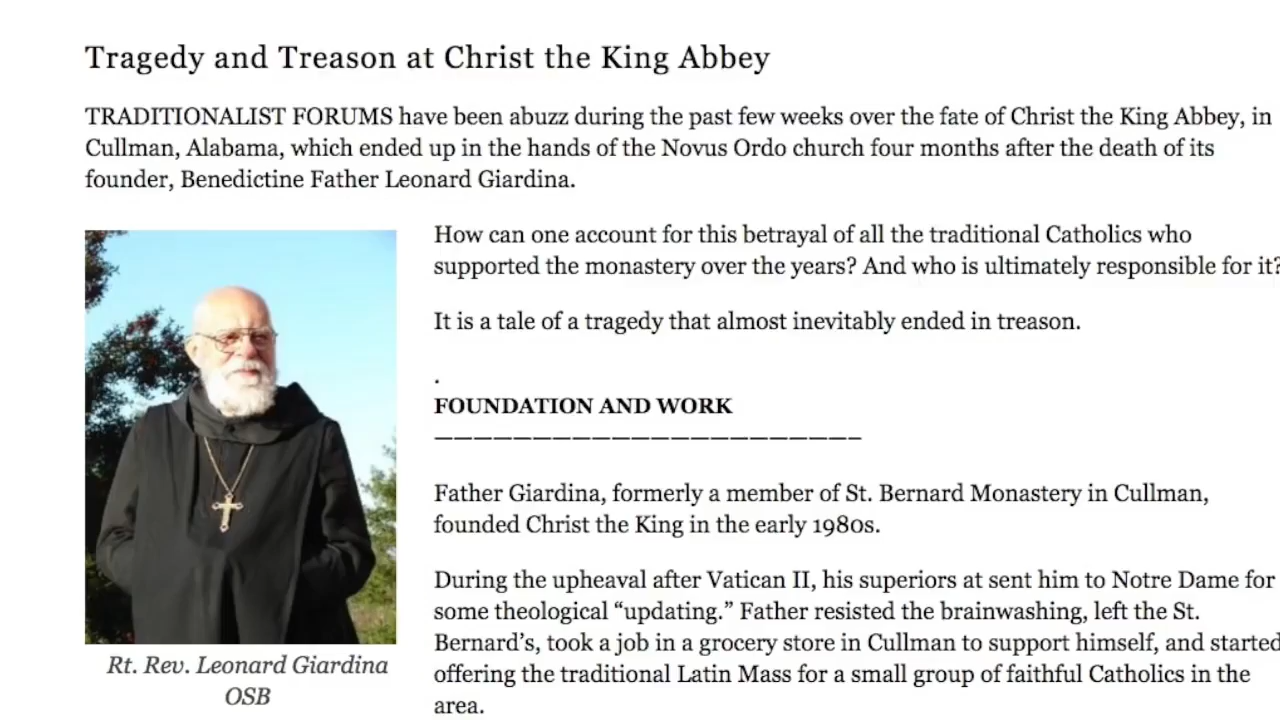 Tragedy and Treason at Christ the King Abbey
TRADITIONALIST FORUMS have been abuzz during the past few weeks over the fate of Christ the King Abbey, in
Cullman, Alabama, which ended up in the hands of the Novus Ordo church four months after the death of its
founder, Benedictine Father Leonard Giardina.
How can one account for this betrayal of all the traditional Catholics who
supported the monastery over the years? And who is ultimately responsible for it?
It is a tale of a tragedy that almost inevitably ended in treason.
.
FOUNDATION AND WORK
——————————————————————
Father Giardina, formerly a member of St. Bernard Monastery in Cullman,
founded Christ the King in the early 1980s.
During the upheaval after Vatican II, his superiors at sent him to Notre Dame for
some theological “updating.” Father resisted the brainwashing, left the St.
Bernard’s, took a job in a grocery store in Cullman to support himself, and started
offering the traditional Latin Mass for a small group of faithful Catholics in the
area.
Rt. Rev. Leonard Giardina
OSB